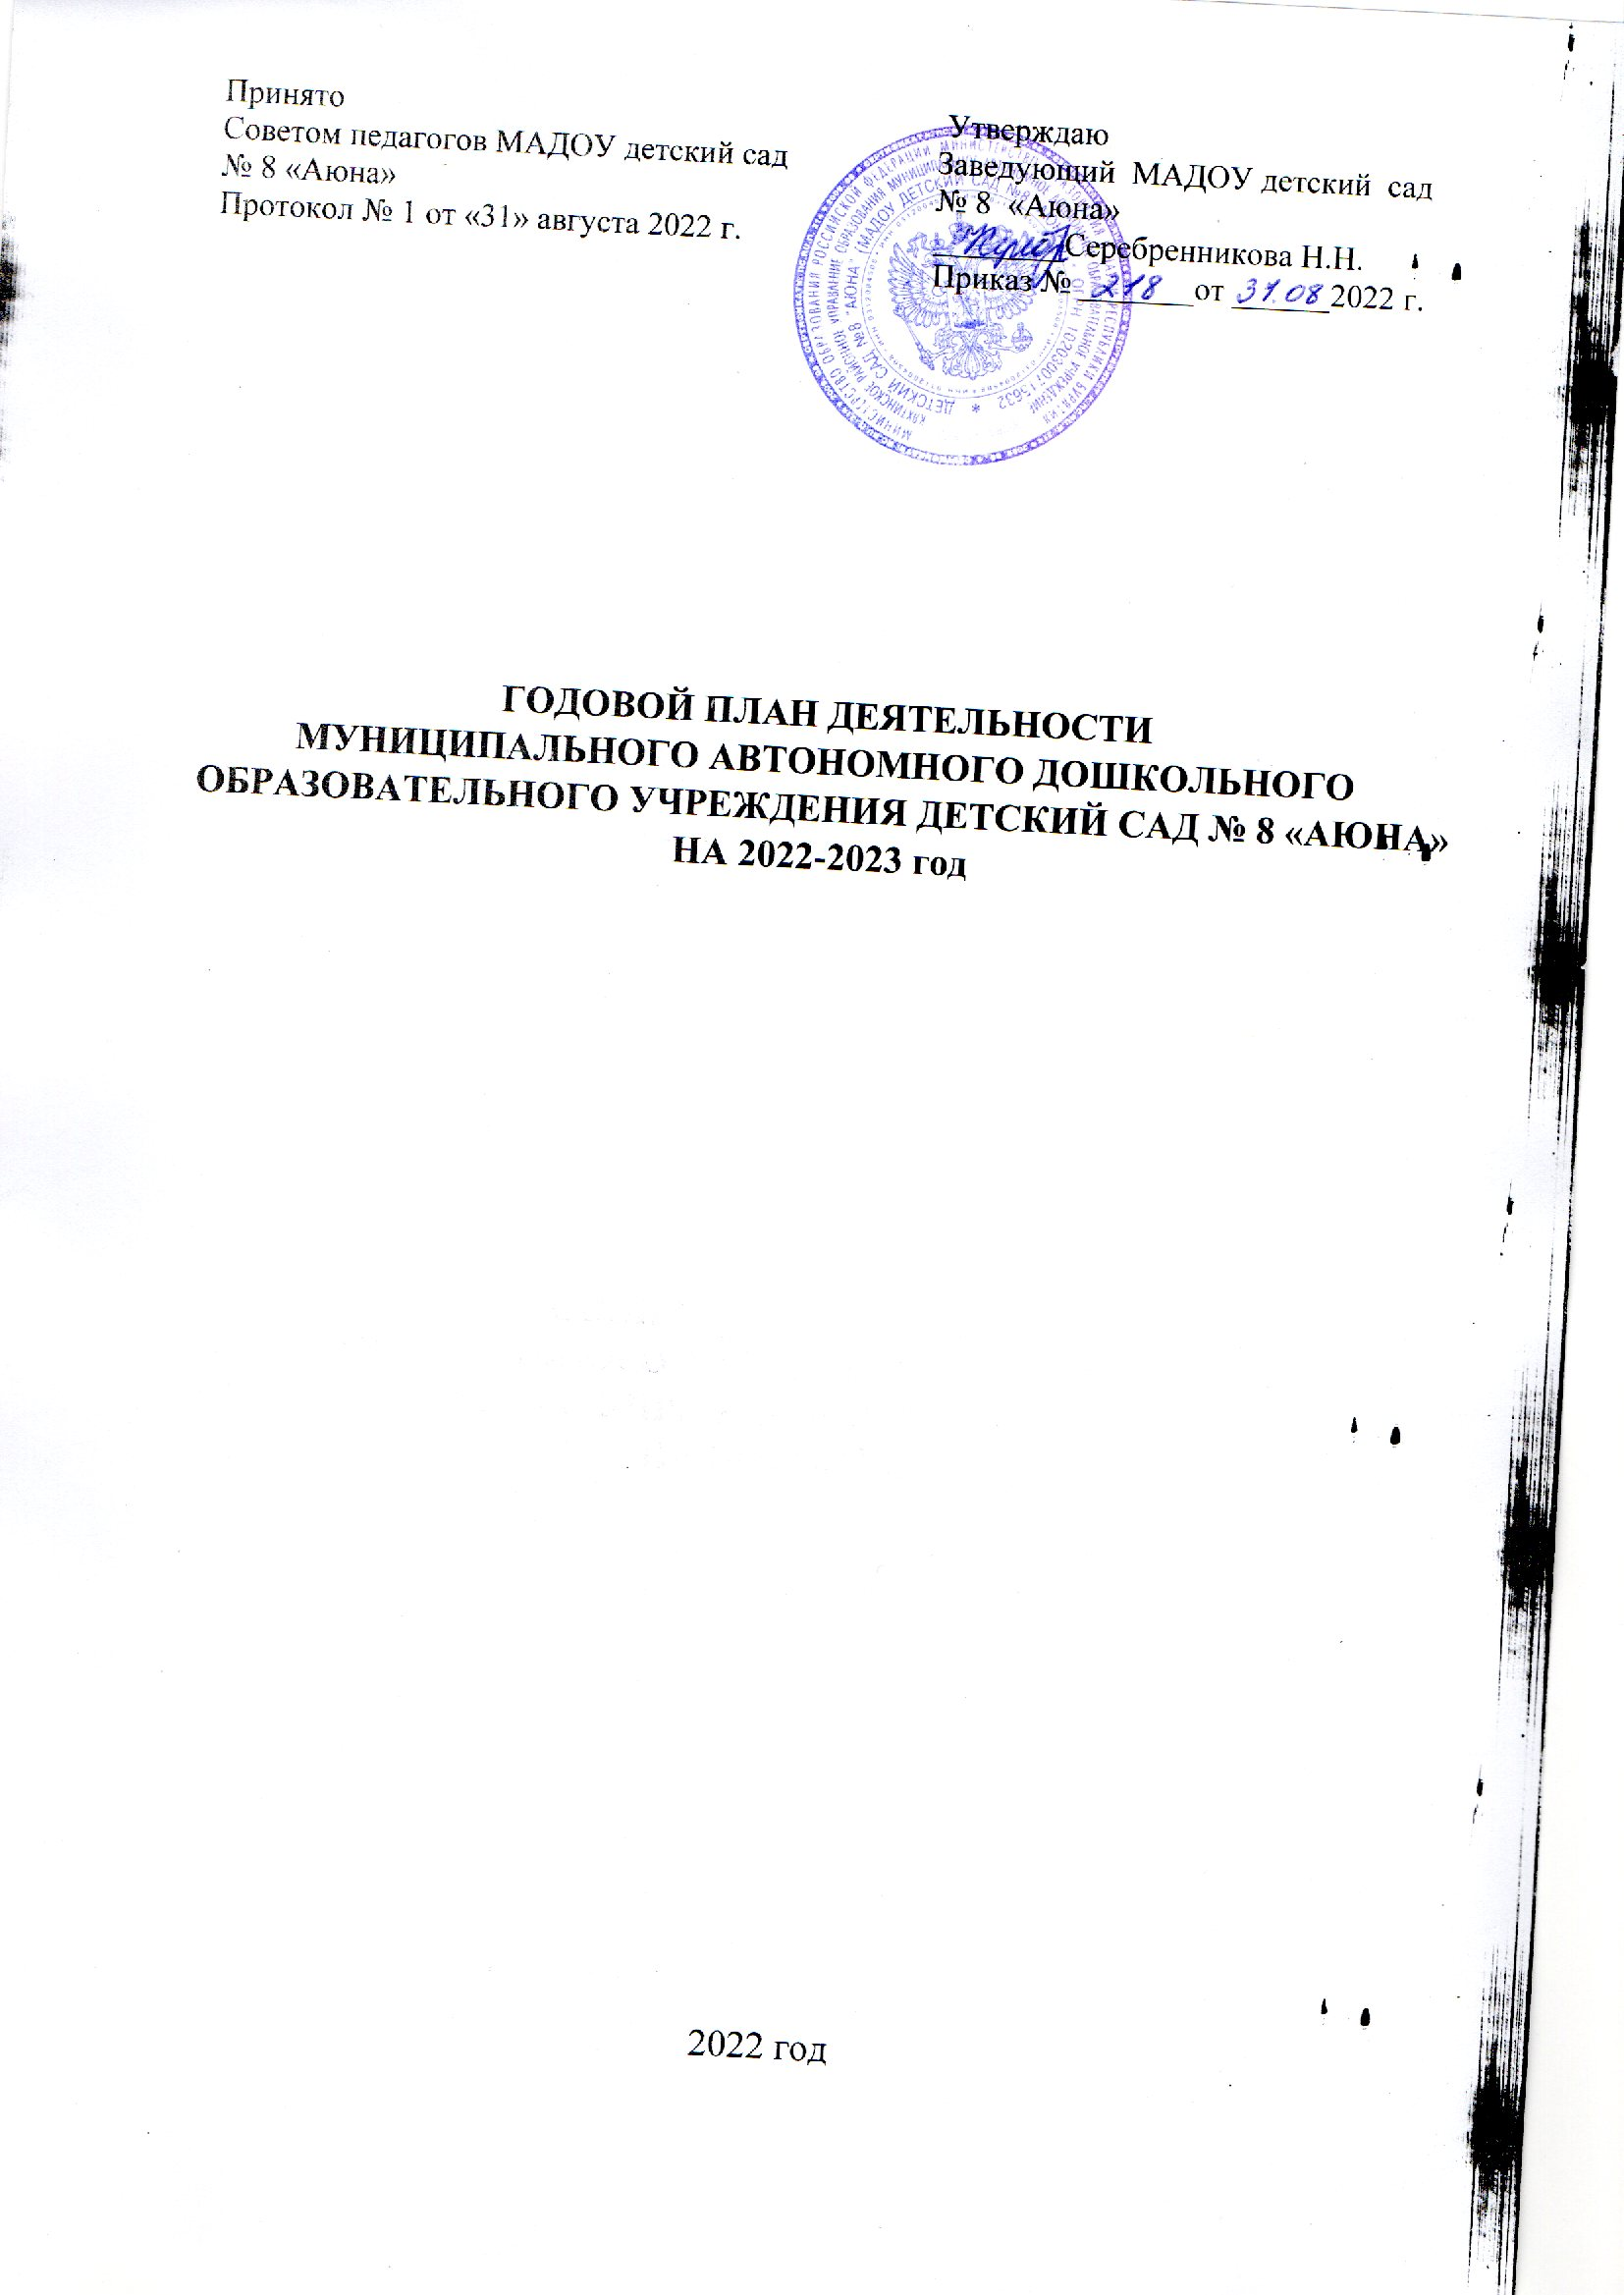 Принято
Советом педагогов МАДОУ детский сад
№ 8 «Аюна»
Протокол № 1 от «31» августа 2022 г.
Утверждаю
Заведующий МАДОУ детский сад
№ 8 «Аюна»
Серебренникова Н.Н.
Приказ № 218 от 31.08 2022 г.
ГОДОВОЙ ПЛАН ДЕЯТЕЛЬНОСТИ
МУНИЦИПАЛЬНОГО АВТОНОМНОГО ДОШКОЛЬНОГО
ОБРАЗОВАТЕЛЬНОГО УЧРЕЖДЕНИЯ ДЕТСКИЙ САД № 8 «АЮНА»
НА 2022-2023 год
2022 год